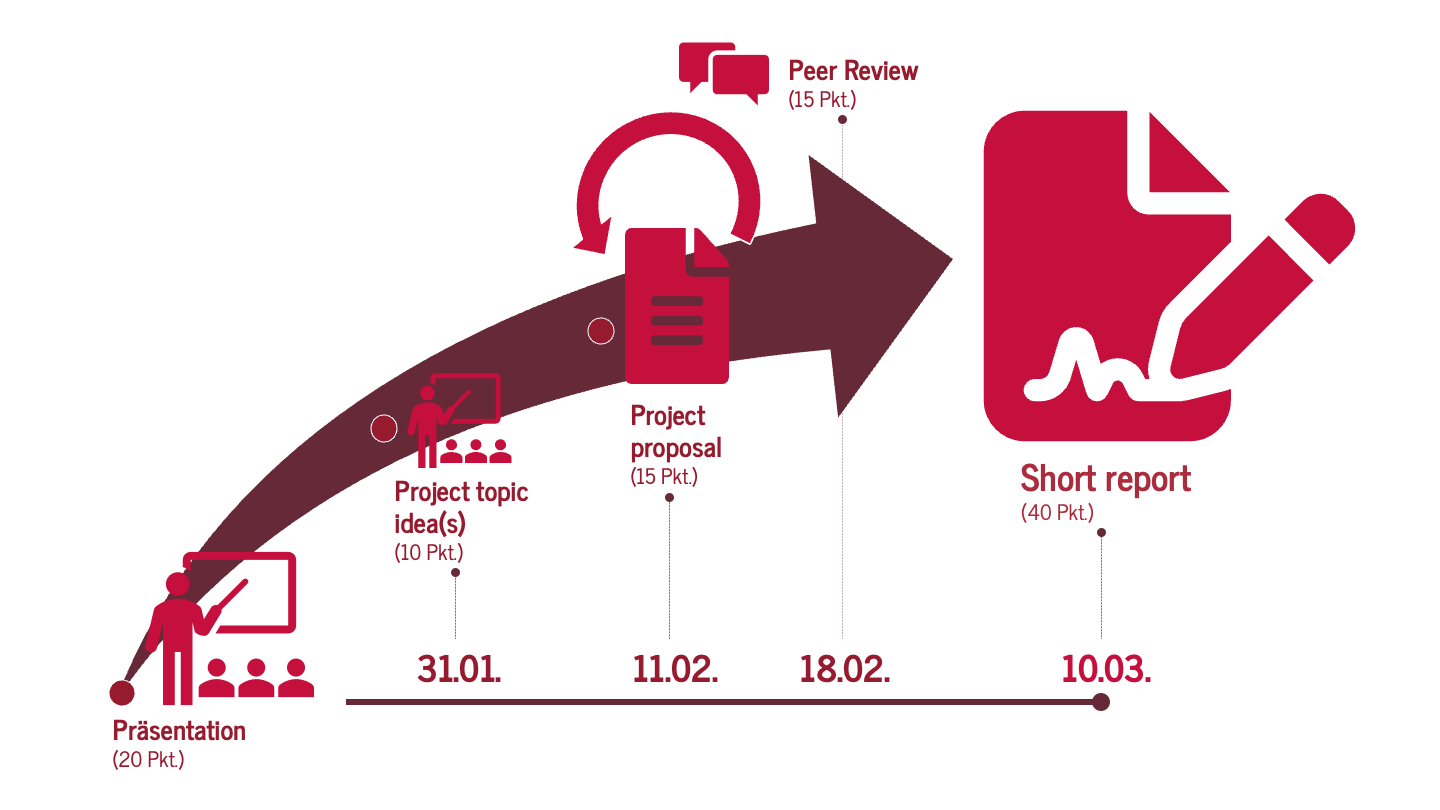 Peer Review
(15 Pkt.)
Project
proposal
(15 Pkt.)
Short report
(40 Pkt.)
Project topic
idea(s)
(10 Pkt.)
31.01.
11.02.
18.02.
10.03.
Präsentation
(20 Pkt.)